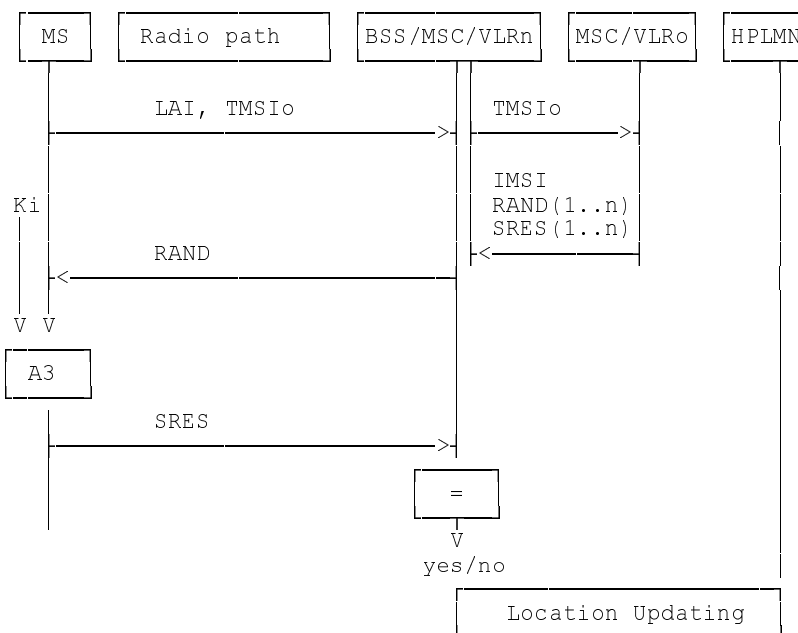 MS Radio path BSS/MSC/VLRn MSC/VLRo HPLMN
LAI, TMSIo TMSIo
IMSI
Ki RAND(1..n)
SRES(1..n)
RAND
V V
A3
SRES
=
V
yes/no
Location Updating